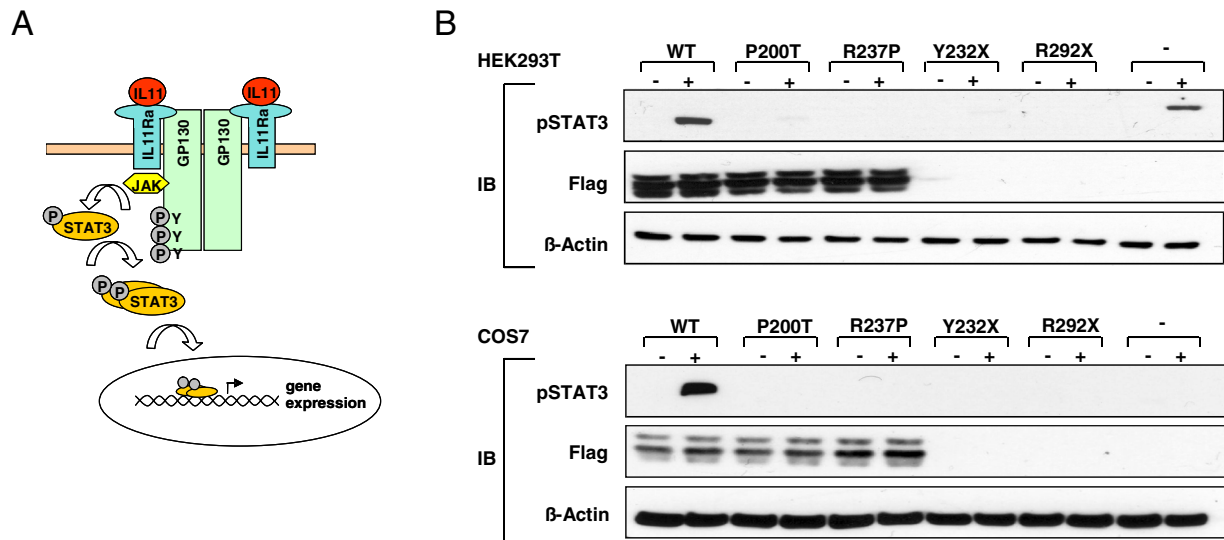 A
IL11
IL11
IL11Ra
GP130
GP130
IL11Ra
JAK
P
STAT3
P Y
P Y
P Y
P P
STAT3
gene
expression
B
HEK293T
WT P200T R237P Y232X R292X -
- + - + - + - + - + - +
pSTAT3
IB
Flag
ß-Actin
COS7
WT P200T R237P Y232X R292X -
- + - + - + - + - + - +
pSTAT3
IB
Flag
ß-Actin